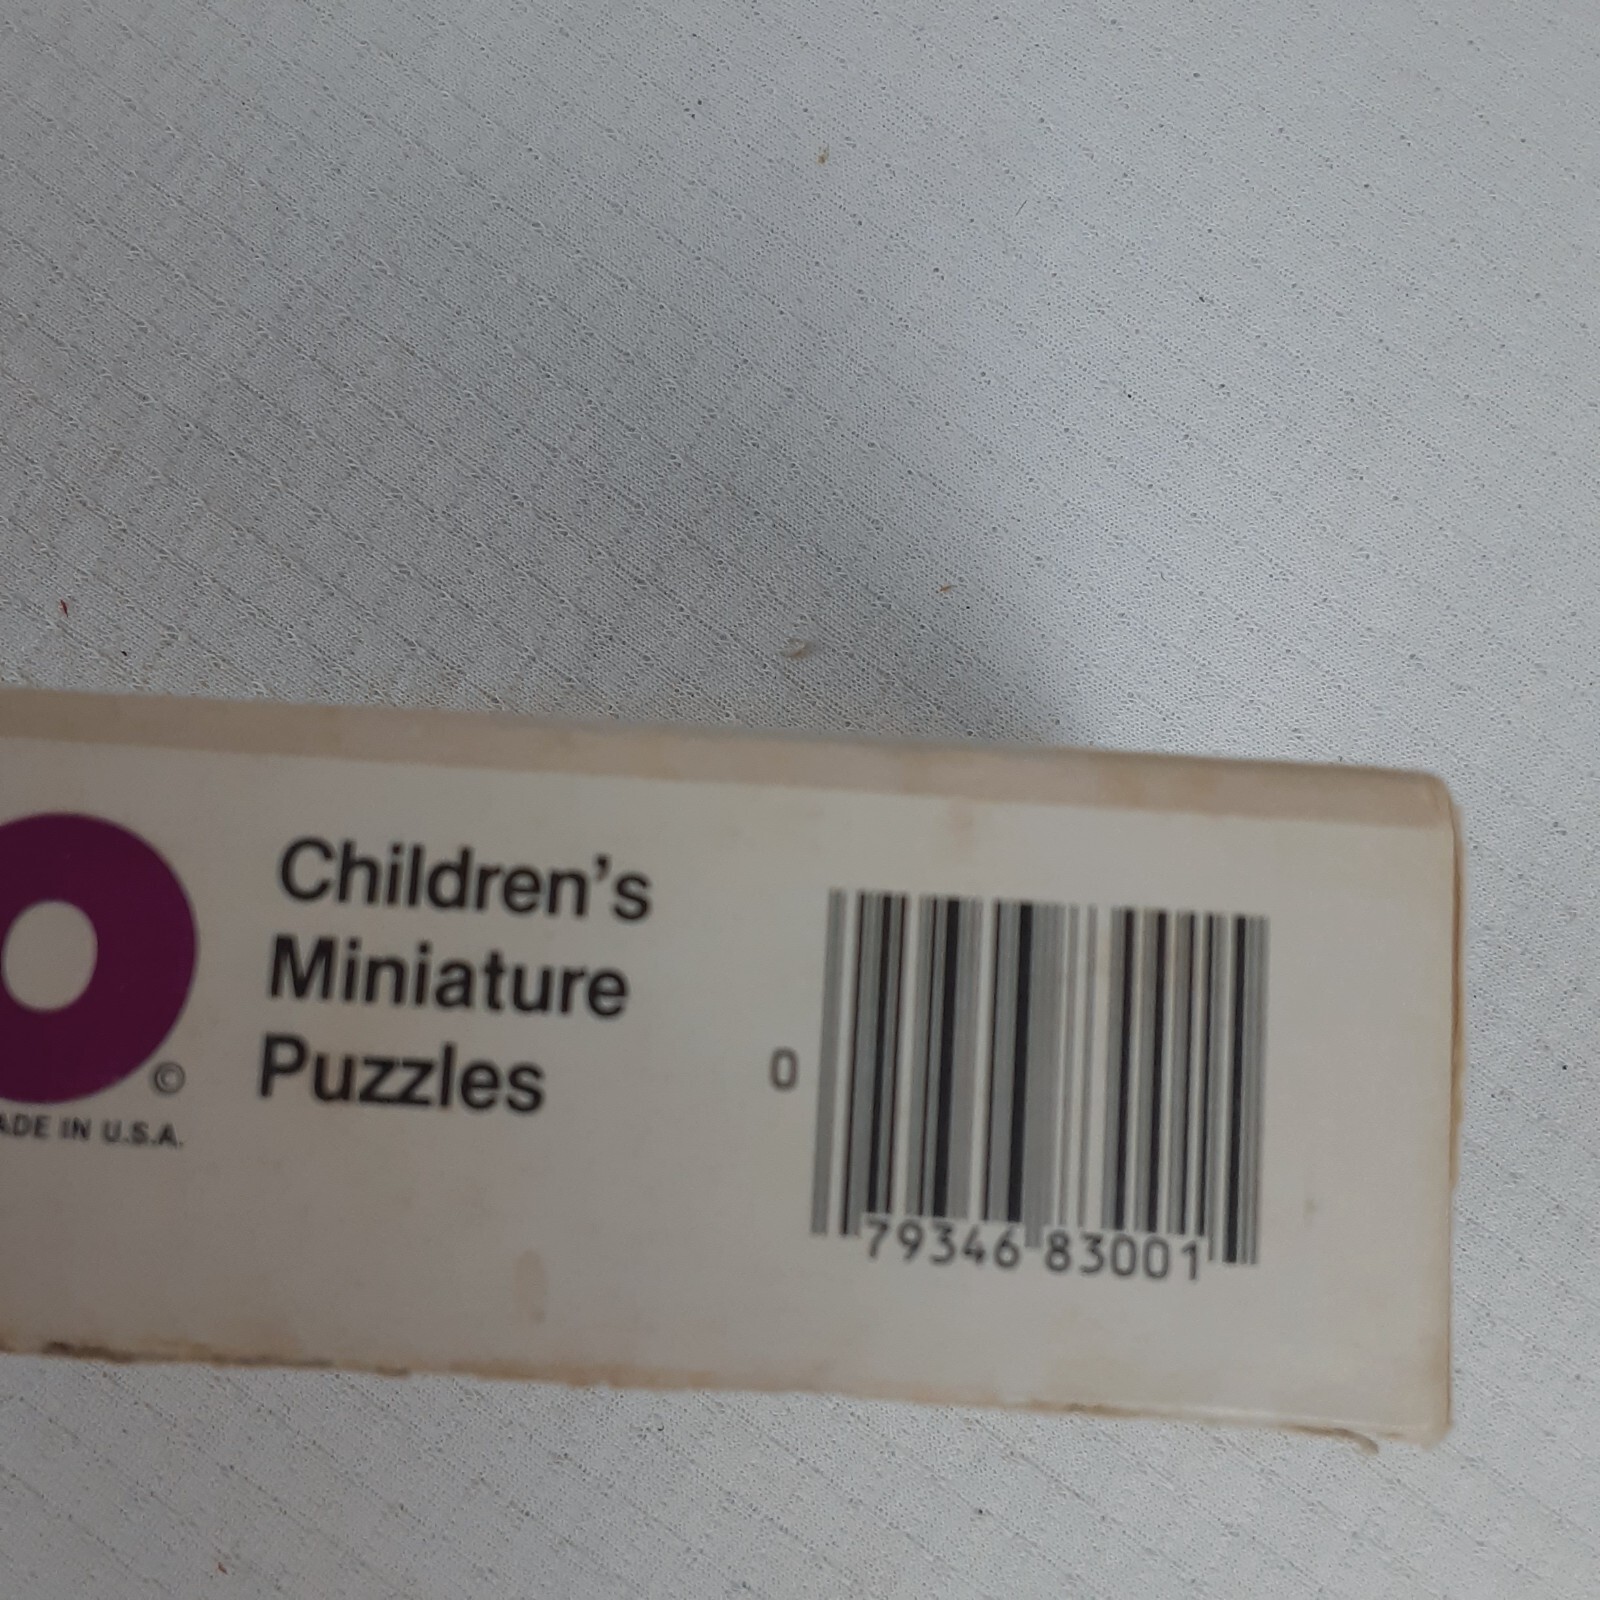 Children's
Miniature
Puzzles
©
ADE IN U.S.A.
0
79346 83001